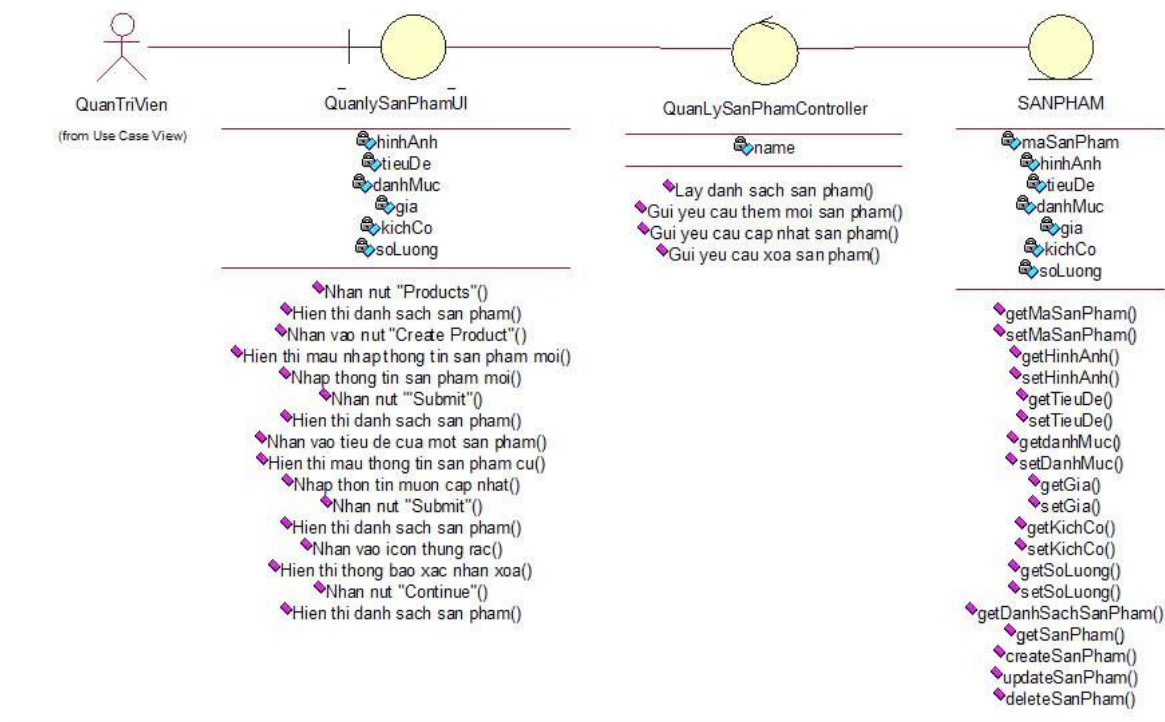 QuanTriVien
(from Use Case View)
QuanlySanPhamUI
hinhAnh
tieuDe
danhMuc
gia
kichCo
soLuong
Nhan nut "Products"()
Hien thi danh sach san pham()
Nhan vao nut "Create Product"()
Hien thi mau nhap thong tin san pham moi()
Nhap thong tin san pham moi()
Nhan nut "'Submit"()
Hien thi danh sach san pham()
Nhan vao tieu de cua mot san pham()
Hien thi mau thong tin san pham cu()
Nhap thon tin muon cap nhat()
Nhan nut "Submit"()
Hien thi danh sach san pham()
Nhan vao icon thung rac()
Hien thi thong bao xac nhan xoa()
Nhan nut "Continue"()
Hien thi danh sach san pham()
QuanLySanPhamController
name
Lay danh sach san pham()
Gui yeu cau them moi san pham()
Gui yeu cau cap nhat san pham()
Gui yeu cau xoa san pham()
SANPHAM
maSanPham
hinhAnh
tieuDe
danhMuc
gia
kichCo
soLuong
getMaSanPham()
setMaSanPham()
getHinhAnh()
setHinhAnh()
getTieuDe()
setTieuDe()
getdanhMuc()
setDanhMuc()
getGia()
setGia()
getKichCo()
setKichCo()
getSoLuong()
setSoLuong()
getDanhSachSanPham()
getSanPham()
createSanPham()
updateSanPham()
deleteSanPham()